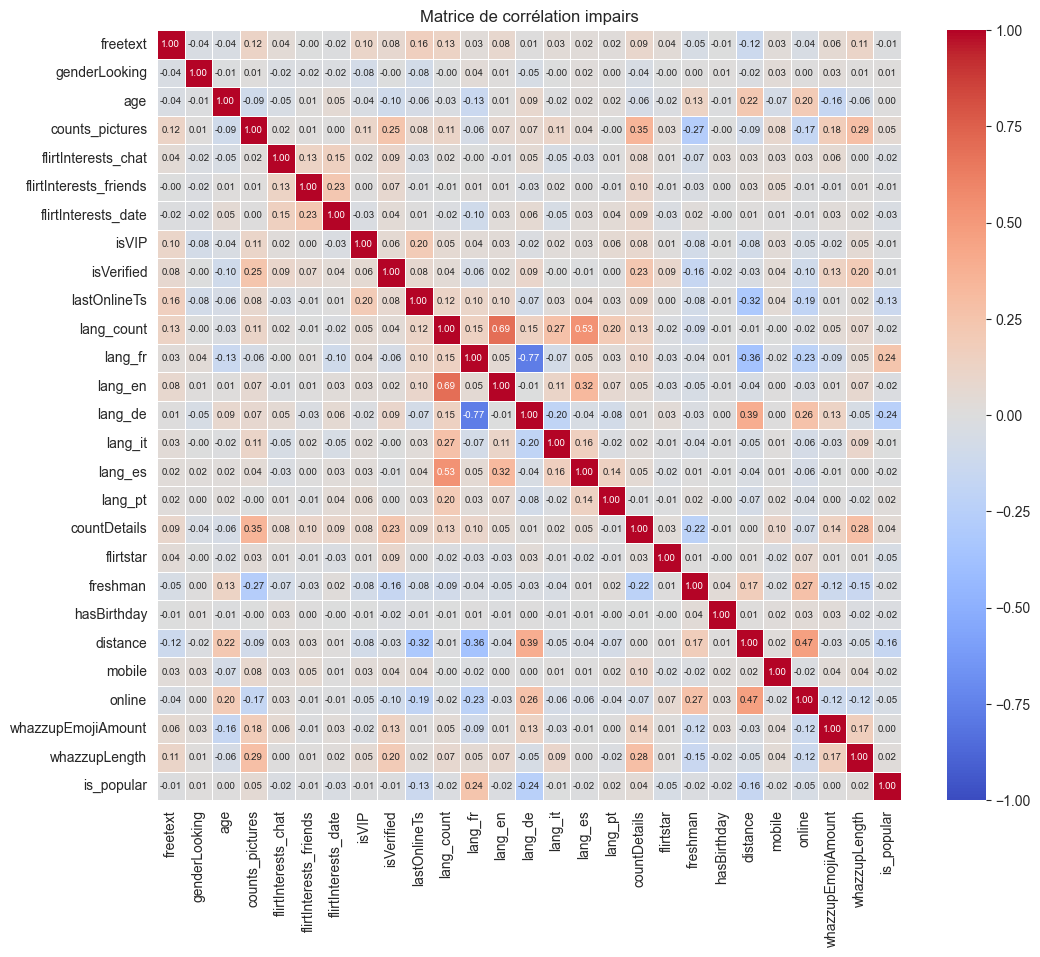 Matrice de corrélation impairs
freetext 1.00 -0.04 -0.04 0.12 0.04 -0.00 -0.02 0.10 0.08 0.16 0.13 0.03 0.08 0.01 0.03 0.02 0.02 0.09 0.04 -0.05 -0.01 -0.12 0.03 -0.04 0.06 0.11 -0.01
genderLooking -0.04 1.00 -0.01 0.01 -0.02 -0.02 -0.02 -0.08 -0.00 -0.08 -0.00 0.04 0.01 -0.05 -0.00 0.02 0.00 -0.04 -0.00 0.00 0.01 -0.02 0.03 0.00 0.03 0.01 0.01
age -0.04 -0.01 1.00 -0.09 -0.05 0.01 0.05 -0.04 -0.10 -0.06 -0.03 -0.13 0.01 0.09 -0.02 0.02 0.02 -0.06 -0.02 0.13 -0.01 0.22 -0.07 0.20 -0.16 -0.06 0.00
counts_pictures 0.12 0.01 -0.09 1.00 0.02 0.01 0.00 0.11 0.25 0.08 0.11 -0.06 0.07 0.07 0.11 0.04 -0.00 0.35 0.03 -0.27 -0.00 -0.09 0.08 -0.17 0.18 0.29 0.05
flirtInterests_chat 0.04 -0.02 -0.05 0.02 1.00 0.13 0.15 0.02 0.09 -0.03 0.02 -0.00 -0.01 0.05 -0.05 -0.03 0.01 0.08 0.01 -0.07 0.03 0.03 0.03 0.03 0.06 0.00 -0.02
flirtInterests_friends -0.00 -0.02 0.01 0.01 0.13 1.00 0.23 0.00 0.07 -0.01 -0.01 0.01 0.01 -0.03 0.02 0.00 -0.01 0.10 -0.01 -0.03 0.00 0.03 0.05 -0.01 -0.01 0.01 -0.01
flirtInterests_date -0.02 -0.02 0.05 0.00 0.15 0.23 1.00 -0.03 0.04 0.01 -0.02 -0.10 0.03 0.06 -0.05 0.03 0.04 0.09 -0.03 0.02 -0.00 0.01 0.01 -0.01 0.03 0.02 -0.03
isVIP 0.10 -0.08 -0.04 0.11 0.02 0.00 -0.03 1.00 0.06 0.20 0.05 0.04 0.03 -0.02 0.02 0.03 0.06 0.08 0.01 -0.08 -0.01 -0.08 0.03 -0.05 -0.02 0.05 -0.01
isVerified 0.08 -0.00 -0.10 0.25 0.09 0.07 0.04 0.06 1.00 0.08 0.04 -0.06 0.02 0.09 -0.00 -0.01 0.00 0.23 0.09 -0.16 -0.02 -0.03 0.04 -0.10 0.13 0.20 -0.01
lastOnlineTs 0.16 -0.08 -0.06 0.08 -0.03 -0.01 0.01 0.20 0.08 1.00 0.12 0.10 0.10 -0.07 0.03 0.04 0.03 0.09 0.00 -0.08 -0.01 -0.32 0.04 -0.19 0.01 0.02 -0.13
lang_count 0.13 -0.00 -0.03 0.11 0.02 -0.01 -0.02 0.05 0.04 0.12 1.00 0.15 0.69 0.15 0.27 0.53 0.20 0.13 -0.02 -0.09 -0.01 -0.01 -0.00 -0.02 0.05 0.07 -0.02
lang_fr 0.03 0.04 -0.13 -0.06 -0.00 0.01 -0.10 0.04 -0.06 0.10 0.15 1.00 0.05 -0.77 -0.07 0.05 0.03 0.10 -0.03 -0.04 0.01 -0.36 -0.02 -0.23 -0.09 0.05 0.24
lang_en 0.08 0.01 0.01 0.07 -0.01 0.01 0.03 0.03 0.02 0.10 0.69 0.05 1.00 -0.01 0.11 0.32 0.07 0.05 -0.03 -0.05 -0.01 -0.04 0.00 -0.03 0.01 0.07 -0.02
lang_de 0.01 -0.05 0.09 0.07 0.05 -0.03 0.06 -0.02 0.09 -0.07 0.15 -0.77 -0.01 1.00 -0.20 -0.04 -0.08 0.01 0.03 -0.03 0.00 0.39 0.00 0.26 0.13 -0.05 -0.24
lang_it 0.03 -0.00 -0.02 0.11 -0.05 0.02 -0.05 0.02 -0.00 0.03 0.27 -0.07 0.11 -0.20 1.00 0.16 -0.02 0.02 -0.01 -0.04 -0.01 -0.05 0.01 -0.06 -0.03 0.09 -0.01
lang_es 0.02 0.02 0.02 0.04 -0.03 0.00 0.03 0.03 -0.01 0.04 0.53 0.05 0.32 -0.04 0.16 1.00 0.14 0.05 -0.02 0.01 -0.01 -0.04 0.01 -0.06 -0.01 0.00 -0.02
lang_pt 0.02 0.00 0.02 -0.00 0.01 -0.01 0.04 0.06 0.00 0.03 0.20 0.03 0.07 -0.08 -0.02 0.14 1.00 -0.01 -0.01 0.02 -0.00 -0.07 0.02 -0.04 0.00 -0.02 0.02
countDetails 0.09 -0.04 -0.06 0.35 0.08 0.10 0.09 0.08 0.23 0.09 0.13 0.10 0.05 0.01 0.02 0.05 -0.01 1.00 0.03 -0.22 -0.01 0.00 0.10 -0.07 0.14 0.28 0.04
flirtstar 0.04 -0.00 -0.02 0.03 0.01 -0.01 -0.03 0.01 0.09 0.00 -0.02 -0.03 -0.03 0.03 -0.01 -0.02 -0.01 0.03 1.00 0.01 -0.00 0.01 -0.02 0.07 0.01 0.01 -0.05
freshman -0.05 0.00 0.13 -0.27 -0.07 -0.03 0.02 -0.08 -0.16 -0.08 -0.09 -0.04 -0.05 -0.03 -0.04 0.01 0.02 -0.22 0.01 1.00 0.04 0.17 -0.02 0.27 -0.12 -0.15 -0.02
hasBirthday -0.01 0.01 -0.01 -0.00 0.03 0.00 -0.00 -0.01 -0.02 -0.01 -0.01 0.01 -0.01 0.00 -0.01 -0.01 -0.00 -0.01 -0.00 0.04 1.00 0.01 0.02 0.03 0.03 -0.02 -0.02
distance -0.12 -0.02 0.22 -0.09 0.03 0.03 0.01 -0.08 -0.03 -0.32 -0.01 -0.36 -0.04 0.39 -0.05 -0.04 -0.07 0.00 0.01 0.17 0.01 1.00 0.02 0.47 -0.03 -0.05 -0.16
mobile 0.03 0.03 -0.07 0.08 0.03 0.05 0.01 0.03 0.04 0.04 -0.00 -0.02 0.00 0.00 0.01 0.01 0.02 0.10 -0.02 -0.02 0.02 0.02 1.00 -0.02 0.04 0.04 -0.02
online -0.04 0.00 0.20 -0.17 0.03 -0.01 -0.01 -0.05 -0.10 -0.19 -0.02 -0.23 -0.03 0.26 -0.06 -0.06 -0.04 -0.07 0.07 0.27 0.03 0.47 -0.02 1.00 -0.12 -0.12 -0.05
whazzupEmojiAmount 0.06 0.03 -0.16 0.18 0.06 -0.01 0.03 -0.02 0.13 0.01 0.05 -0.09 0.01 0.13 -0.03 -0.01 0.00 0.14 0.01 -0.12 0.03 -0.03 0.04 -0.12 1.00 0.17 0.00
whazzupLength 0.11 0.01 -0.06 0.29 0.00 0.01 0.02 0.05 0.20 0.02 0.07 0.05 0.07 -0.05 0.09 0.00 -0.02 0.28 0.01 -0.15 -0.02 -0.05 0.04 -0.12 0.17 1.00 0.02
is_popular -0.01 0.01 0.00 0.05 -0.02 -0.01 -0.03 -0.01 -0.01 -0.13 -0.02 0.24 -0.02 -0.24 -0.01 -0.02 0.02 0.04 -0.05 -0.02 -0.02 -0.16 -0.02 -0.05 0.00 0.02 1.00
freetext genderLooking age counts_pictures flirtInterests_chat flirtInterests_friends flirtInterests_date isVIP isVerified lastOnlineTs lang_count lang_fr lang_en lang_de lang_it lang_es lang_pt countDetails flirtstar freshman hasBirthday distance mobile online whazzupEmojiAmount whazzupLength is_popular
1.00
0.75
0.50
0.25
0.00
−0.25
−0.50
−0.75
−1.00